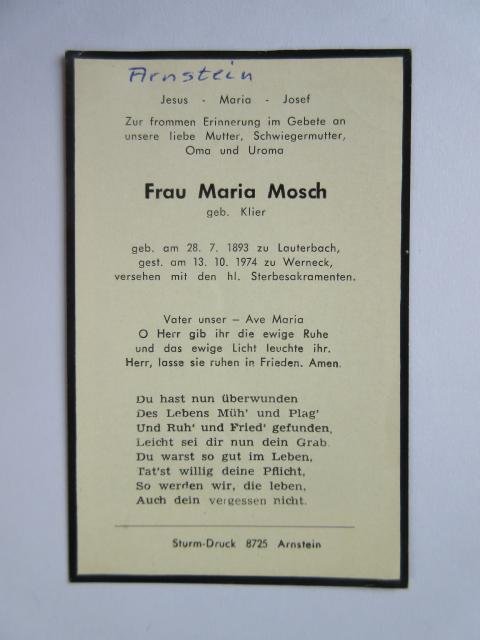 Arnstein
Jesus - Maria - Josef
Zur frommen Erinnerung im Gebete an
unsere liebe Mutter, Schwiegermutter,
Oma und Uroma
Frau Maria Mosch
geb. Klier
geb. am 28. 7. 1893 zu Lauterbach,
gest. am 13. 10. 1974 zu Werneck,
versehen mit den hl. Sterbesakramenten.
Vater unser – Ave Maria
O Herr gib ihr die ewige Ruhe
und das ewige Licht leuchte ihr.
Herr, lasse sie ruhen in Frieden. Amen.
Du hast nun überwunden
Des Lebens Müh' und Plag'
Und Ruh' und Fried' gefunden,
Leicht sei dir nun dein Grab.
Du warst so gut im Leben,
Tat'st willig deine Pflicht,
So werden wir, die leben,
Auch dein vergessen nicht.
Sturm-Druck 8725 Arnstein